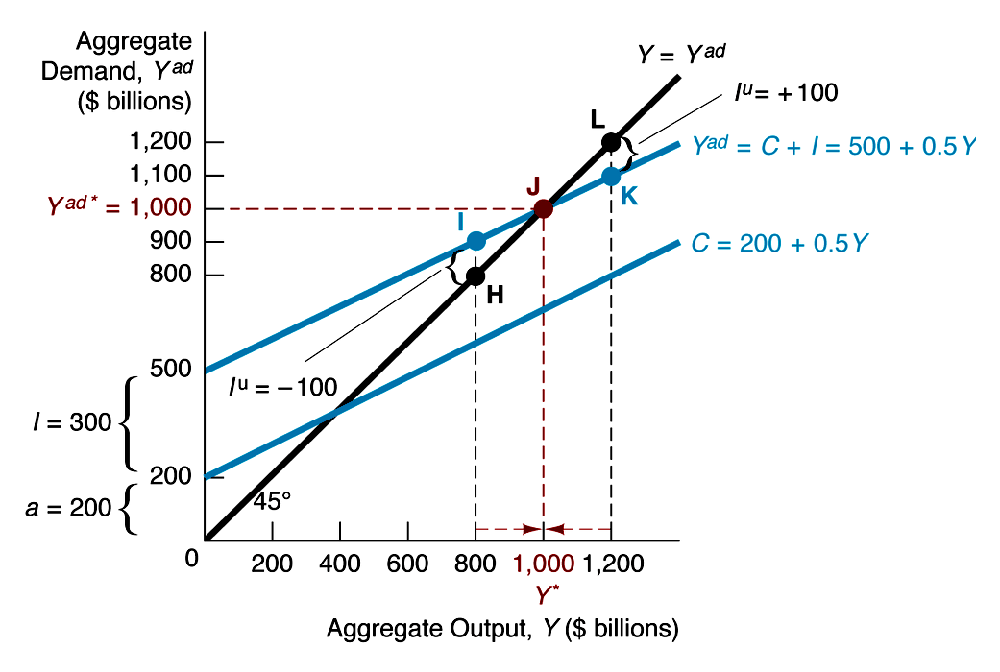 Aggregate
Demand, Y^ad
($ billions)
Y = Y^ad
I^u = +100
L
1,200
Y^ad = C + I = 500 + 0.5Y
1,100
K
J
Y^ad* = 1,000
I
900
C = 200 + 0.5Y
800
H
500
I^u = −100
I = 300
200
a = 200
45°
0
200 400 600 800 1,000 1,200
Y*
Aggregate Output, Y ($ billions)